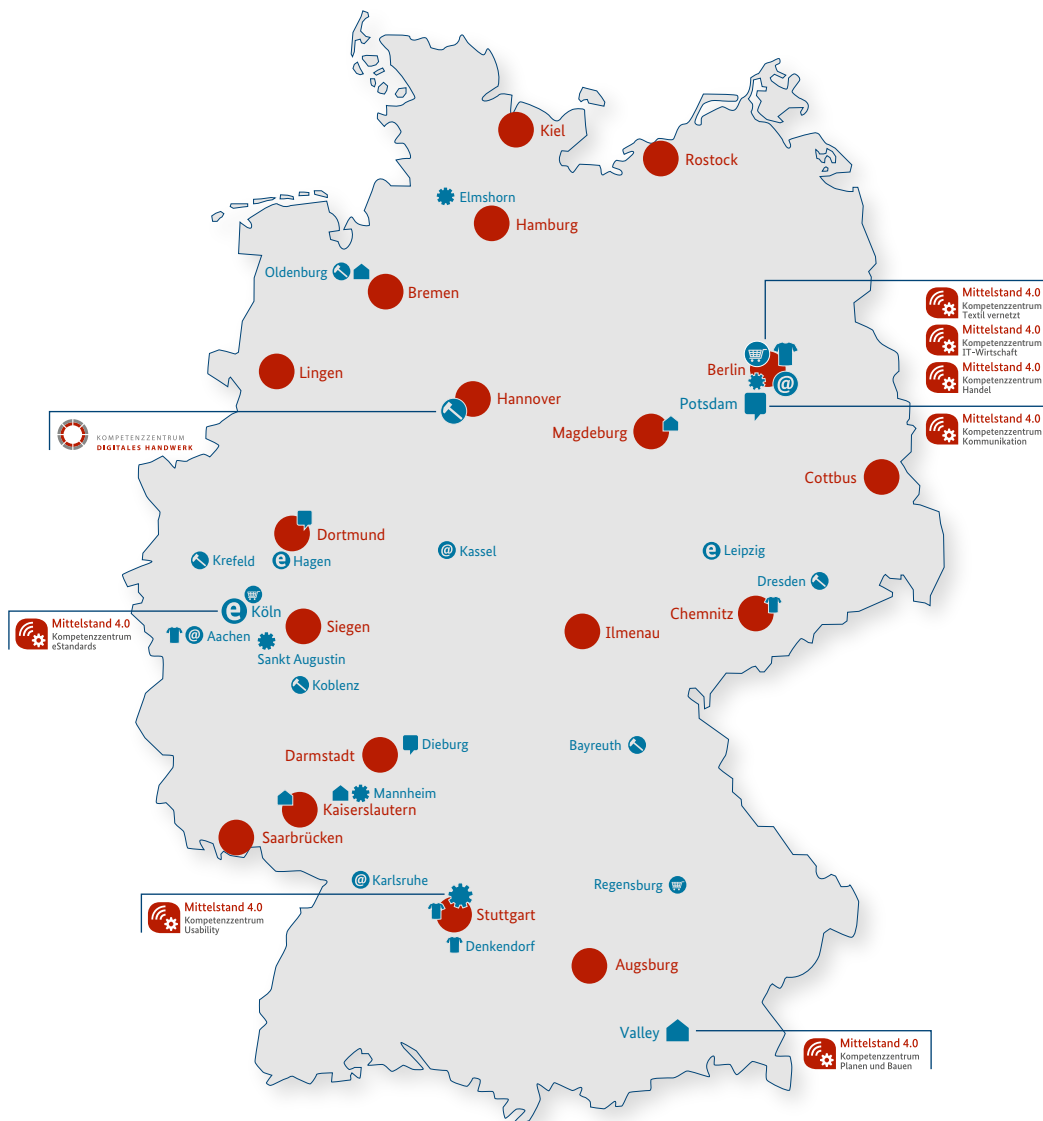 Kiel
Rostock
Elmshorn
Hamburg
Oldenburg
Bremen
Mittelstand 4.0
Kompetenzzentrum
Textil vernetzt
Mittelstand 4.0
Kompetenzzentrum
IT-Wirtschaft
Mittelstand 4.0
Kompetenzzentrum
Handel
Lingen
Berlin
@
Hannover
Potsdam
Mittelstand 4.0
Kompetenzzentrum
Kommunikation
KOMPETENZZENTRUM
DIGITALES HANDWERK
Magdeburg
Cottbus
Dortmund
Krefeld
e Hagen
@ Kassel
e Leipzig
Dresden
e Köln
Chemnitz
Mittelstand 4.0
Kompetenzzentrum
eStandards
@ Aachen
Siegen
Ilmenau
Sankt Augustin
Koblenz
Darmstadt
Dieburg
Bayreuth
Mannheim
Kaiserslautern
Saarbrücken
@ Karlsruhe
Regensburg
Mittelstand 4.0
Kompetenzzentrum
Usability
Stuttgart
Denkendorf
Augsburg
Valley
Mittelstand 4.0
Kompetenzzentrum
Planen und Bauen